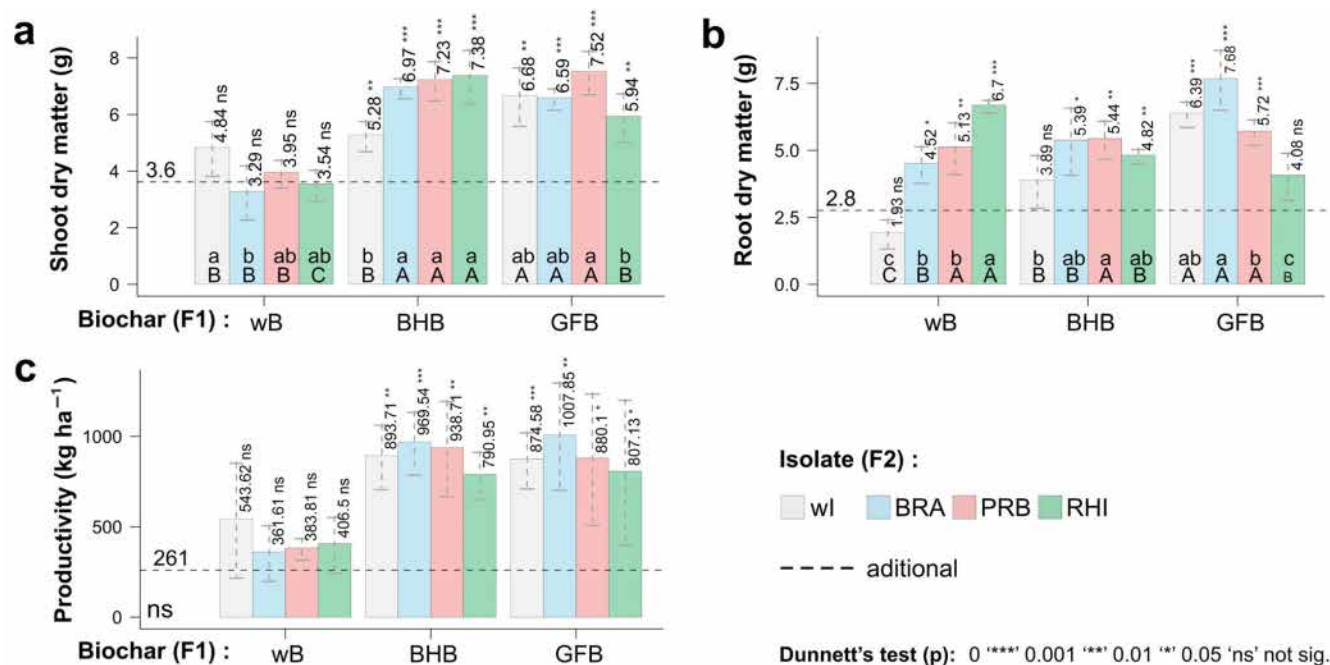 a
Shoot dry matter (g)
8
6
4
2
0
3.6
4.84 ns
3.29 ns
3.95 ns
3.54 ns
5.28 **
6.97 ***
7.23 ***
7.38 ***
6.68 **
6.59 ***
7.52 ***
5.94 **
a b ab ab b a a a ab ab a b
B B B C B A A A A A A B
Biochar (F1) : wB BHB GFB
b
Root dry matter (g)
7.5
5.0
2.5
0.0
2.8
1.93 ns
4.52 *
5.13 **
6.7 ***
3.89 ns
5.39 *
5.44 **
4.82 **
6.39 ***
7.68 ***
5.72 ***
4.08 ns
c b b a b ab a ab ab a b c
C B A A B B A B A A A B
wB BHB GFB
c
Productivity (kg ha⁻¹)
1000
500
0
261
ns
543.62 ns
361.61 ns
383.81 ns
406.5 ns
893.71 **
969.54 ***
938.71 **
790.95 **
874.58 ***
1007.85 **
880.1 *
807.13 *
Biochar (F1) : wB BHB GFB
Isolate (F2) :
wI BRA PRB RHI
aditional
Dunnett's test (p): 0 '***' 0.001 '**' 0.01 '*' 0.05 'ns' not sig.